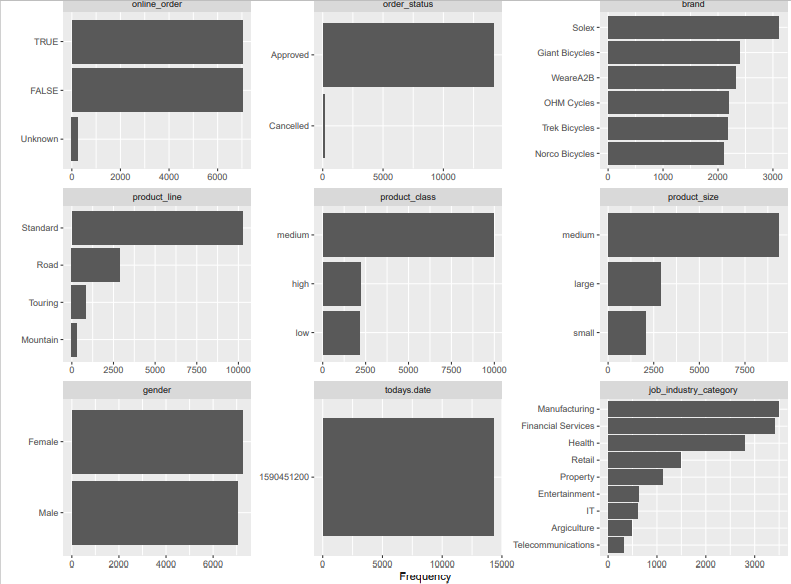 online_order
TRUE
FALSE
Unknown
0 2000 4000 6000
order_status
Approved
Cancelled
0 5000 10000
brand
Solex
Giant Bicycles
WeareA2B
OHM Cycles
Trek Bicycles
Norco Bicycles
0 1000 2000 3000
product_line
Standard
Road
Touring
Mountain
0 2500 5000 7500 10000
product_class
medium
high
low
0 2500 5000 7500 10000
product_size
medium
large
small
0 2500 5000 7500
gender
Female
Male
0 2000 4000 6000
todays.date
1590451200
0 5000 10000 15000
job_industry_category
Manufacturing
Financial Services
Health
Retail
Property
Entertainment
IT
Argiculture
Telecommunications
0 1000 2000 3000
Frequency